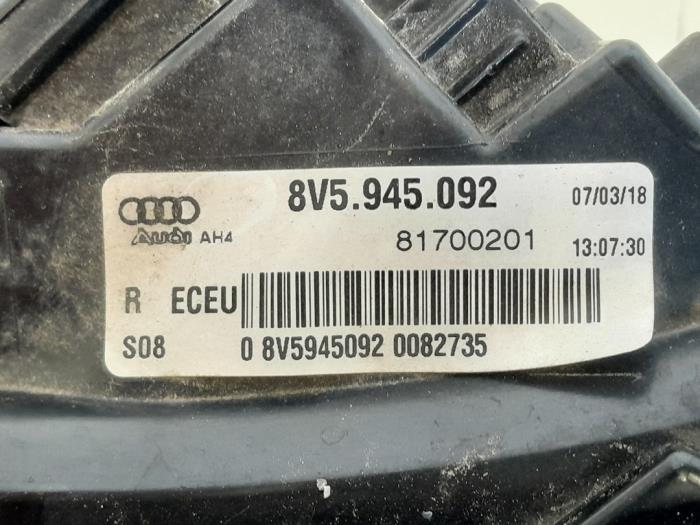 8V5.945.092 07/03/18
Audi AH4 81700201 13:07:30
R ECEU
S08 0 8V5945092 0082735